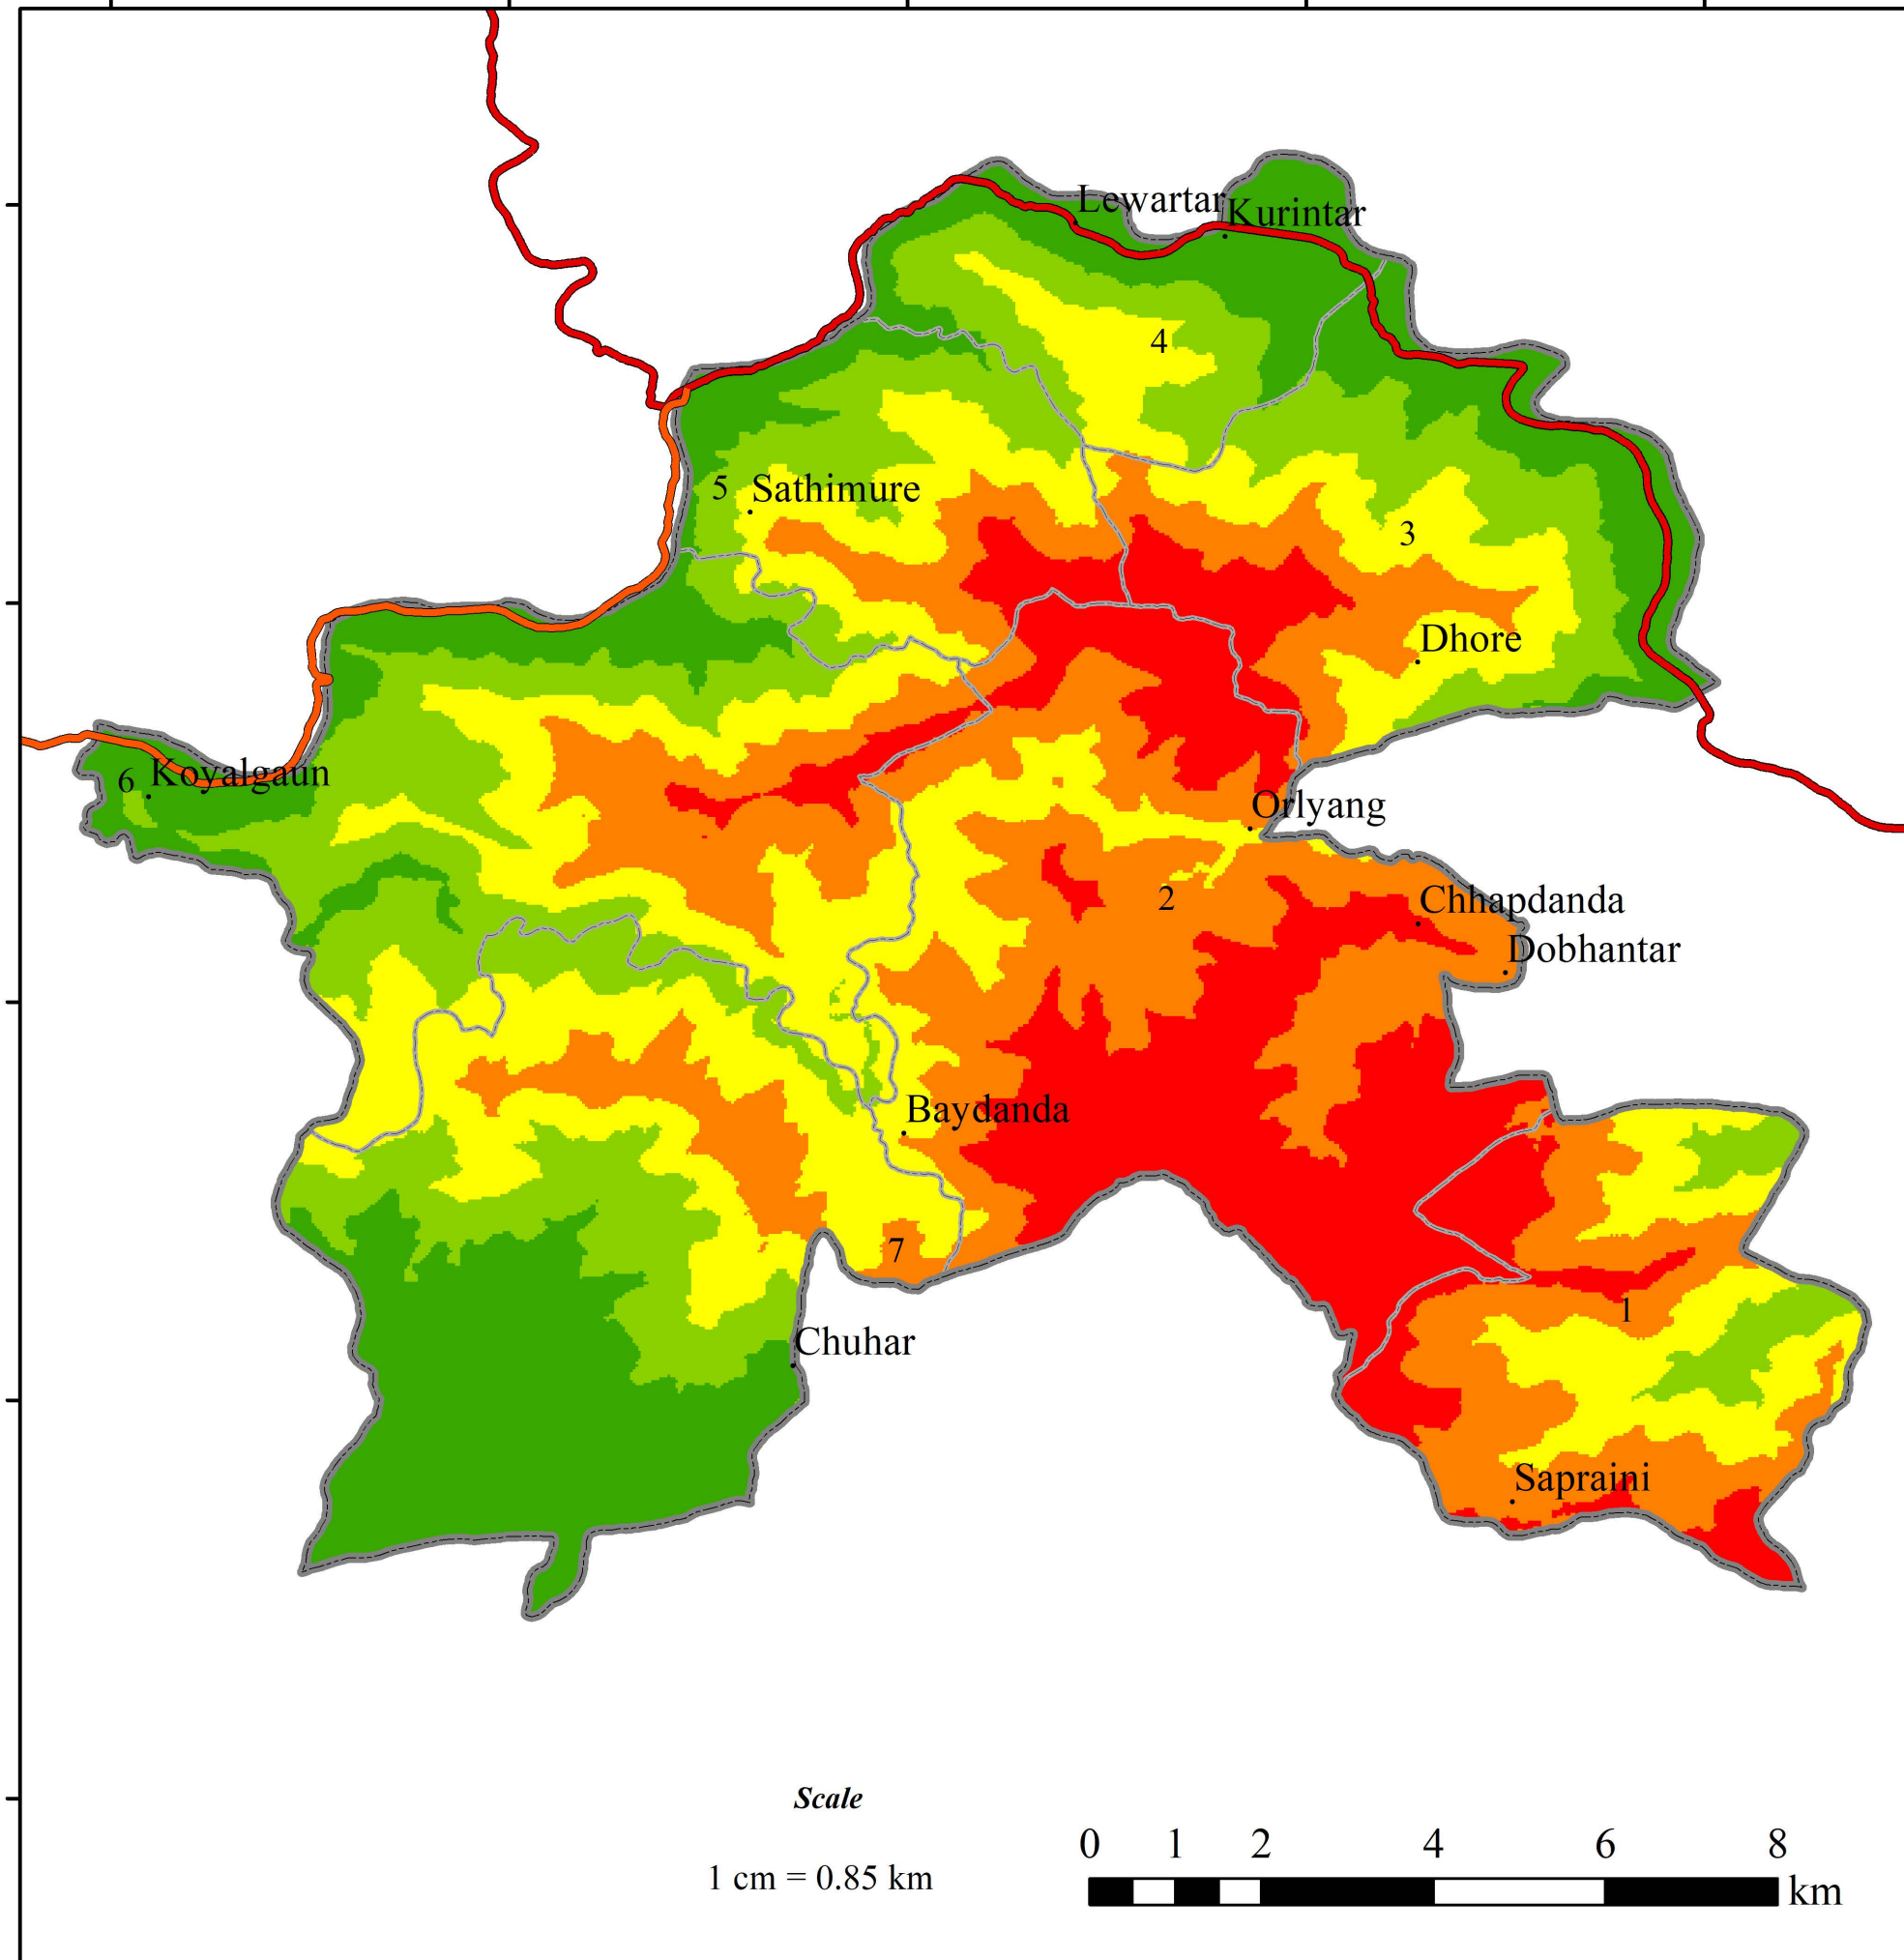 Lewartar
Kurintar
4
5
Sathimure
3
Dhore
6
Koyalgaun
Orlyang
2
Chhapdanda
Dobhantar
Baydanda
7
1
Chuhar
Sapraini
Scale
0 1 2 4 6 8
1 cm = 0.85 km
km